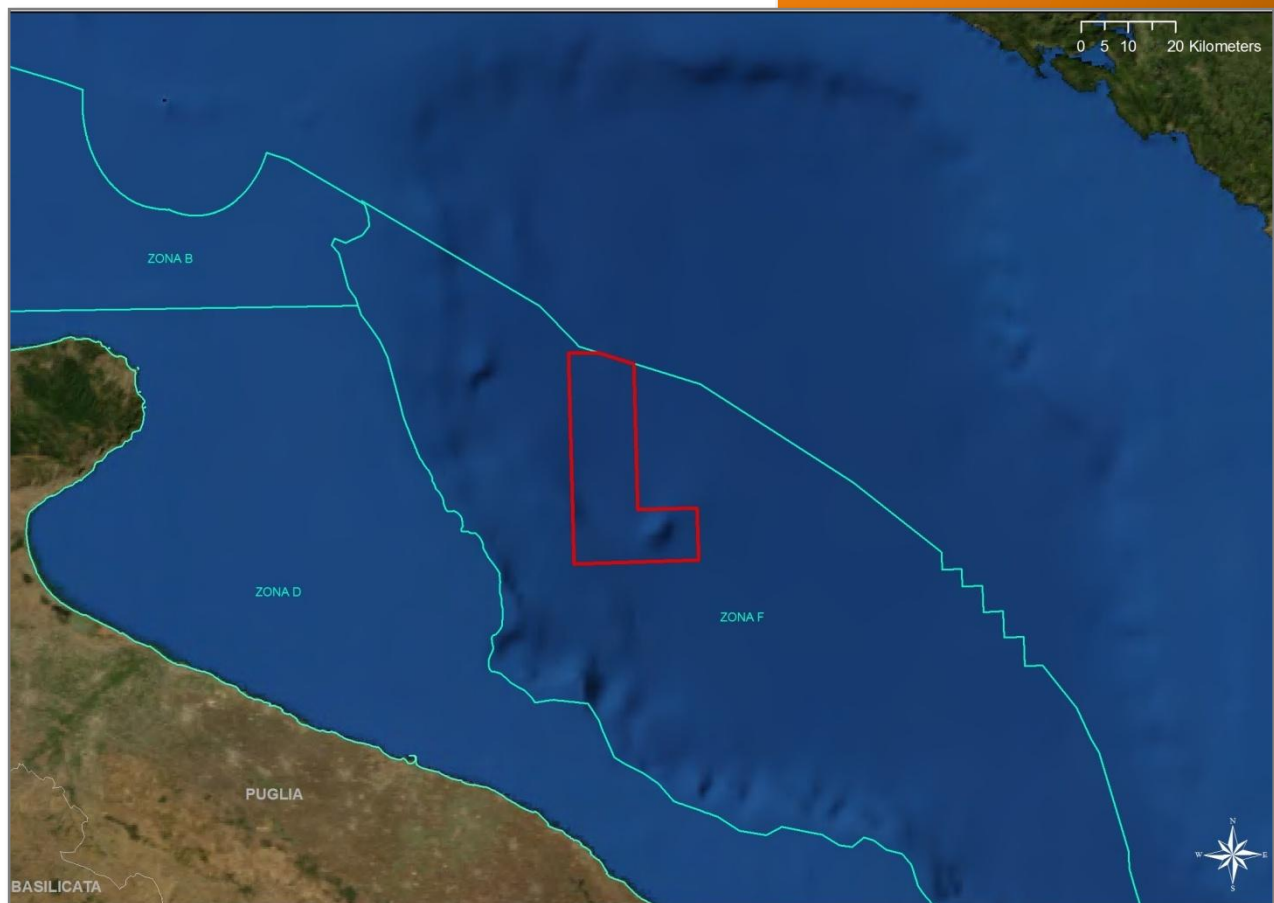 0 5 10 20 Kilometers
ZONA B
ZONA D
ZONA F
PUGLIA
BASILICATA
N
W E
S